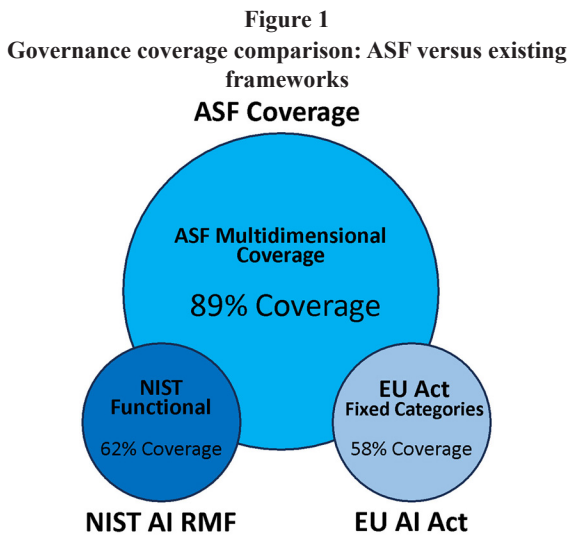 Figure 1
Governance coverage comparison: ASF versus existing
frameworks
ASF Coverage
ASF Multidimensional
Coverage
89% Coverage
NIST
Functional
62% Coverage
EU Act
Fixed Categories
58% Coverage
NIST AI RMF
EU AI Act